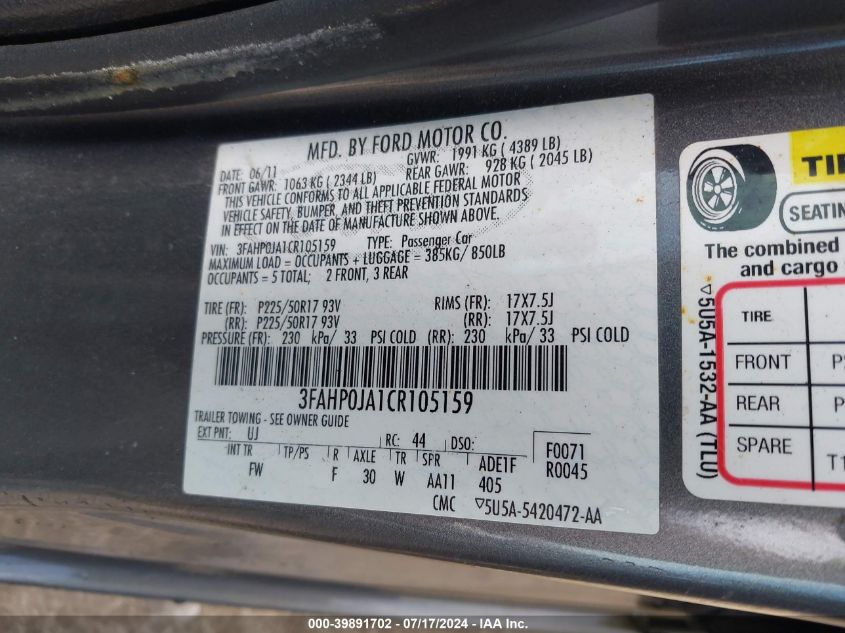 MFD. BY FORD MOTOR CO.
DATE: 06/11 GVWR: 1991 KG ( 4389 LB)
FRONT GAWR: 1063 KG ( 2344 LB) REAR GAWR: 928 KG ( 2045 LB)
THIS VEHICLE CONFORMS TO ALL APPLICABLE FEDERAL MOTOR
VEHICLE SAFETY, BUMPER, AND THEFT PREVENTION STANDARDS
IN EFFECT ON THE DATE OF MANUFACTURE SHOWN ABOVE.
VIN: 3FAHP0JA1CR105159 TYPE: Passenger Car
MAXIMUM LOAD = OCCUPANTS + LUGGAGE = 385KG/ 850LB
OCCUPANTS = 5 TOTAL; 2 FRONT, 3 REAR
TIRE (FR): P225/50R17 93V RIMS (FR): 17X7.5J
(RR): P225/50R17 93V (RR): 17X7.5J
PRESSURE (FR): 230 kPa/ 33 PSI COLD (RR): 230 kPa/ 33 PSI COLD
3FAHP0JA1CR105159
TRAILER TOWING - SEE OWNER GUIDE
EXT PNT: UJ RC: 44 DSO: F0071
INT TR TP/PS R AXLE TR SPR ADE1F R0045
FW F 30 W AA11 405
CMC ▽5U5A-5420472-AA
TI
SEATIN
The combined
and cargo
TIRE
FRONT P
REAR P
SPARE T1
▽5U5A-1532-AA (TLU)
000-39891702 - 07/17/2024 - IAA Inc.